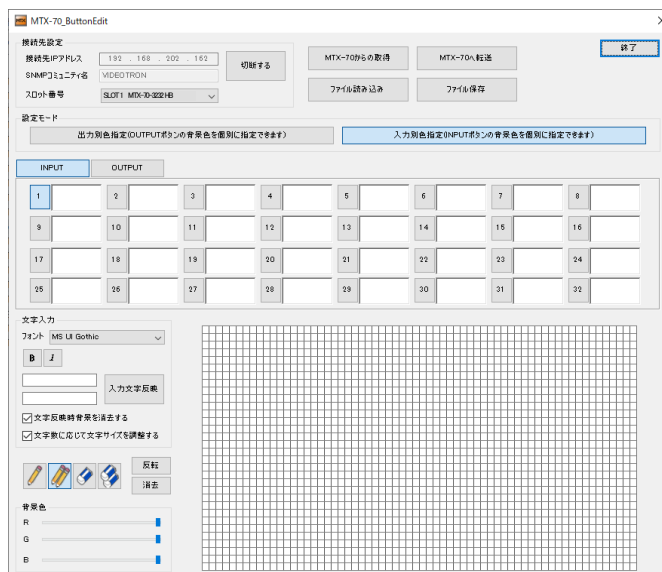 MTX-70_ButtonEdit
接続先設定
接続先IPアドレス 192 . 168 . 202 . 162
SNMPコミュニティ名 VIDEOTRON
スロット番号 SLOT1 MTX-70-3232HB
切断する
MTX-70からの取得 MTX-70へ転送
ファイル読み込み ファイル保存
終了
設定モード
出力別色指定(OUTPUTボタンの背景色を個別に指定できます) 入力別色指定(INPUTボタンの背景色を個別に指定できます)
INPUT OUTPUT
1 2 3 4 5 6 7 8
9 10 11 12 13 14 15 16
17 18 19 20 21 22 23 24
25 26 27 28 29 30 31 32
文字入力
フォント MS UI Gothic
B I
入力文字反映
文字反映時背景を消去する
文字数に応じて文字サイズを調整する
反転
消去
背景色
R
G
B